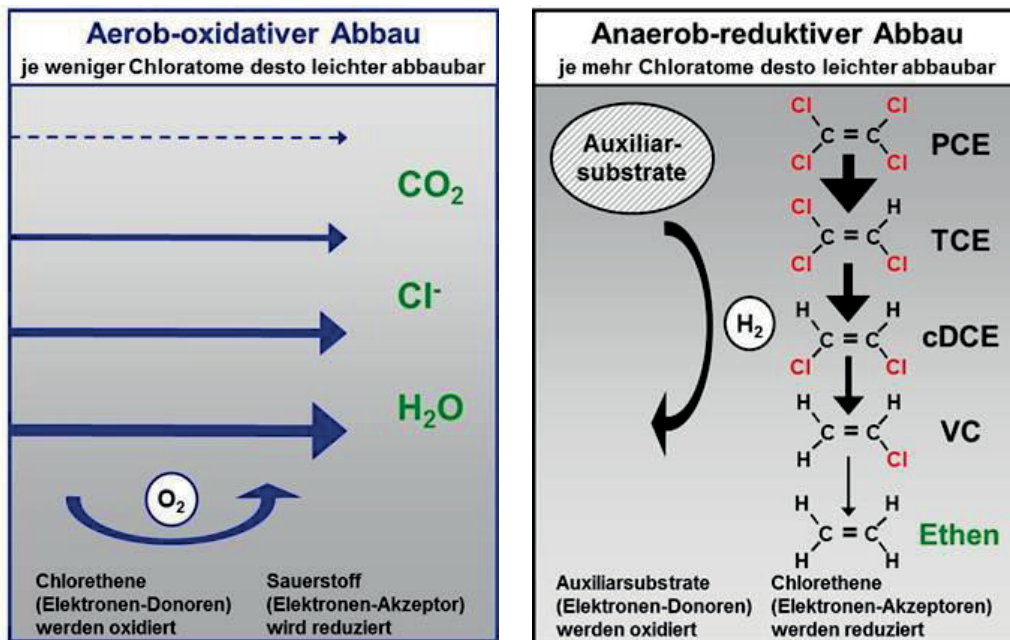 Aerob-oxidativer Abbau
je weniger Chloratome desto leichter abbaubar
CO₂
Cl⁻
H₂O
O₂
Chlorethene
(Elektronen-Donoren)
werden oxidiert
Sauerstoff
(Elektronen-Akzeptor)
wird reduziert
Anaerob-reduktiver Abbau
je mehr Chloratome desto leichter abbaubar
Auxiliar-
substrate
H₂
Cl Cl
C = C
Cl Cl
PCE
Cl H
C = C
Cl Cl
TCE
H H
C = C
Cl Cl
cDCE
H H
C = C
H Cl
VC
H H
C = C
H H
Ethen
Auxiliarsubstrate
(Elektronen-Donoren)
werden oxidiert
Chlorethene
(Elektronen-Akzeptoren)
werden reduziert